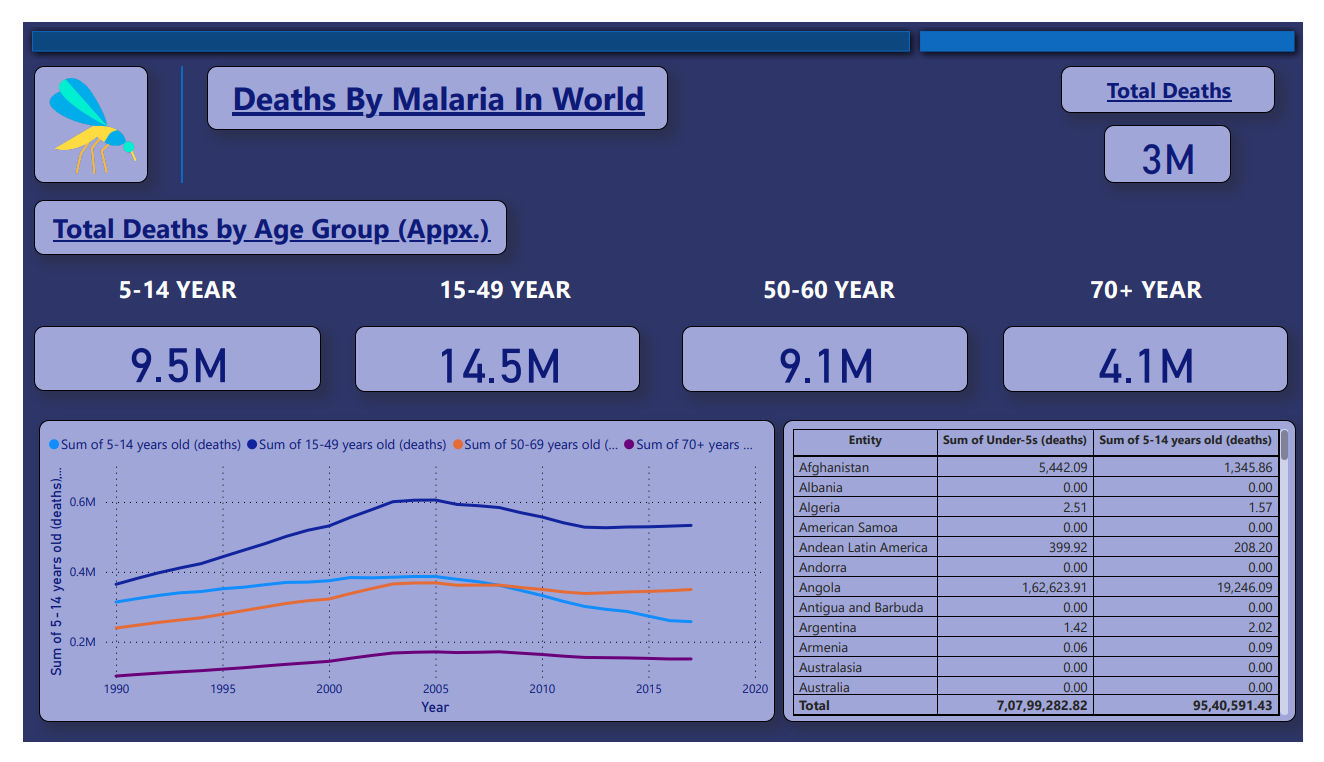 Deaths By Malaria In World
Total Deaths
3M
Total Deaths by Age Group (Appx.)
5-14 YEAR
15-49 YEAR
50-60 YEAR
70+ YEAR
9.5M
14.5M
9.1M
4.1M
Sum of 5-14 years old (deaths) Sum of 15-49 years old (deaths) Sum of 50-69 years old (... Sum of 70+ years ...
Sum of 5-14 years old (deaths),...
0.6M
0.4M
0.2M
1990 1995 2000 2005 2010 2015 2020
Year
Entity Sum of Under-5s (deaths) Sum of 5-14 years old (deaths)
Afghanistan 5,442.09 1,345.86
Albania 0.00 0.00
Algeria 2.51 1.57
American Samoa 0.00 0.00
Andean Latin America 399.92 208.20
Andorra 0.00 0.00
Angola 1,62,623.91 19,246.09
Antigua and Barbuda 0.00 0.00
Argentina 1.42 2.02
Armenia 0.06 0.09
Australasia 0.00 0.00
Australia 0.00 0.00
Total 7,07,99,282.82 95,40,591.43